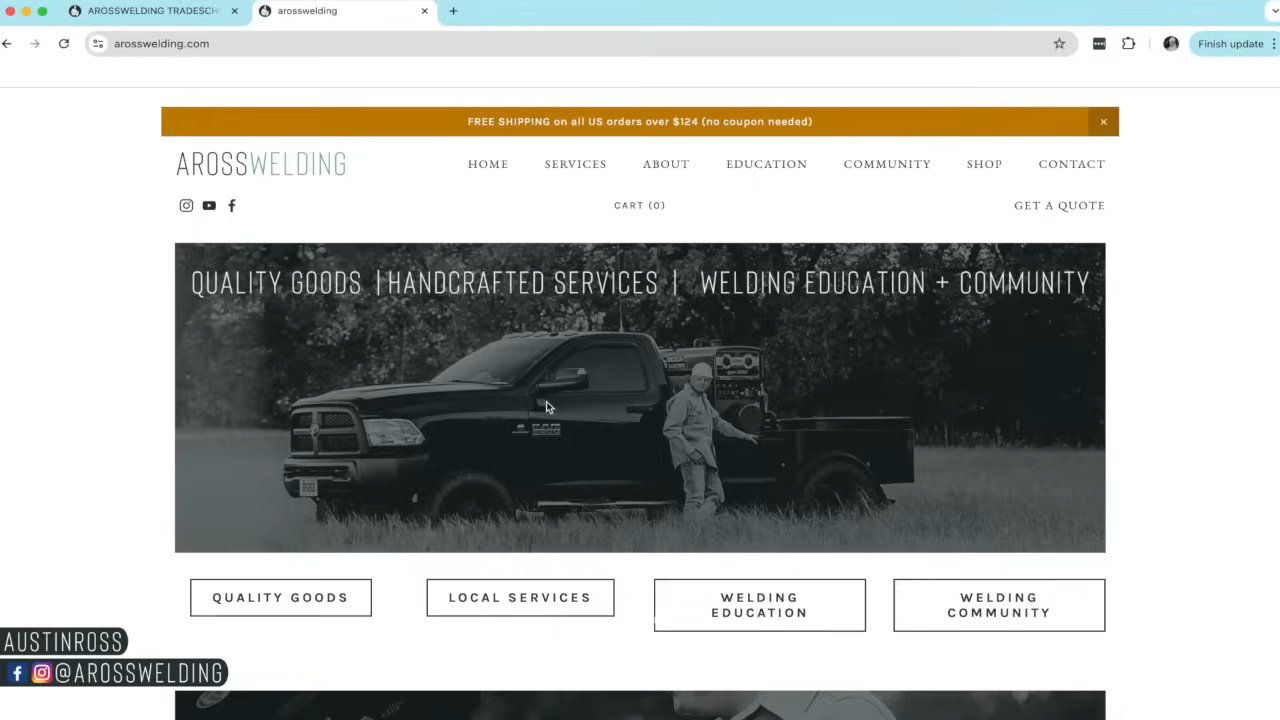 AROSSWELDING TRADESCH
arosswelding
arosswelding.com
Finish update
FREE SHIPPING on all US orders over $124 (no coupon needed)
AROSSWELDING
HOME
SERVICES
ABOUT
EDUCATION
COMMUNITY
SHOP
CONTACT
CART (0)
GET A QUOTE
QUALITY GOODS | HANDCRAFTED SERVICES | WELDING EDUCATION + COMMUNITY
QUALITY GOODS
LOCAL SERVICES
WELDING
EDUCATION
WELDING
COMMUNITY
AUSTINROSS
@AROSSWELDING